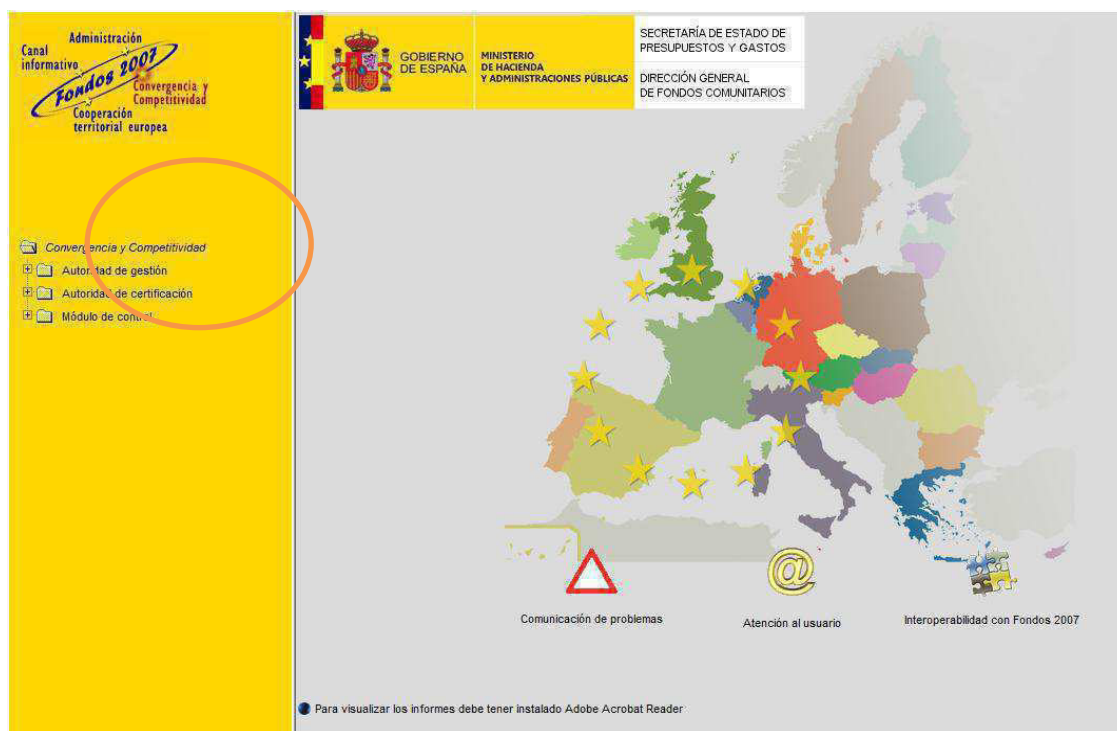 Administración
Canal
informativo
Fondos 2007
Convergencia y
Competitividad
Cooperación
territorial europea
GOBIERNO
DE ESPAÑA
MINISTERIO
DE HACIENDA
Y ADMINISTRACIONES PÚBLICAS
SECRETARÍA DE ESTADO DE
PRESUPUESTOS Y GASTOS
DIRECCIÓN GENERAL
DE FONDOS COMUNITARIOS
Convergencia y Competitividad
Autoridad de gestión
Autoridad de certificación
Módulo de control
Comunicación de problemas
Atención al usuario
Interoperabilidad con Fondos 2007
Para visualizar los informes debe tener instalado Adobe Acrobat Reader